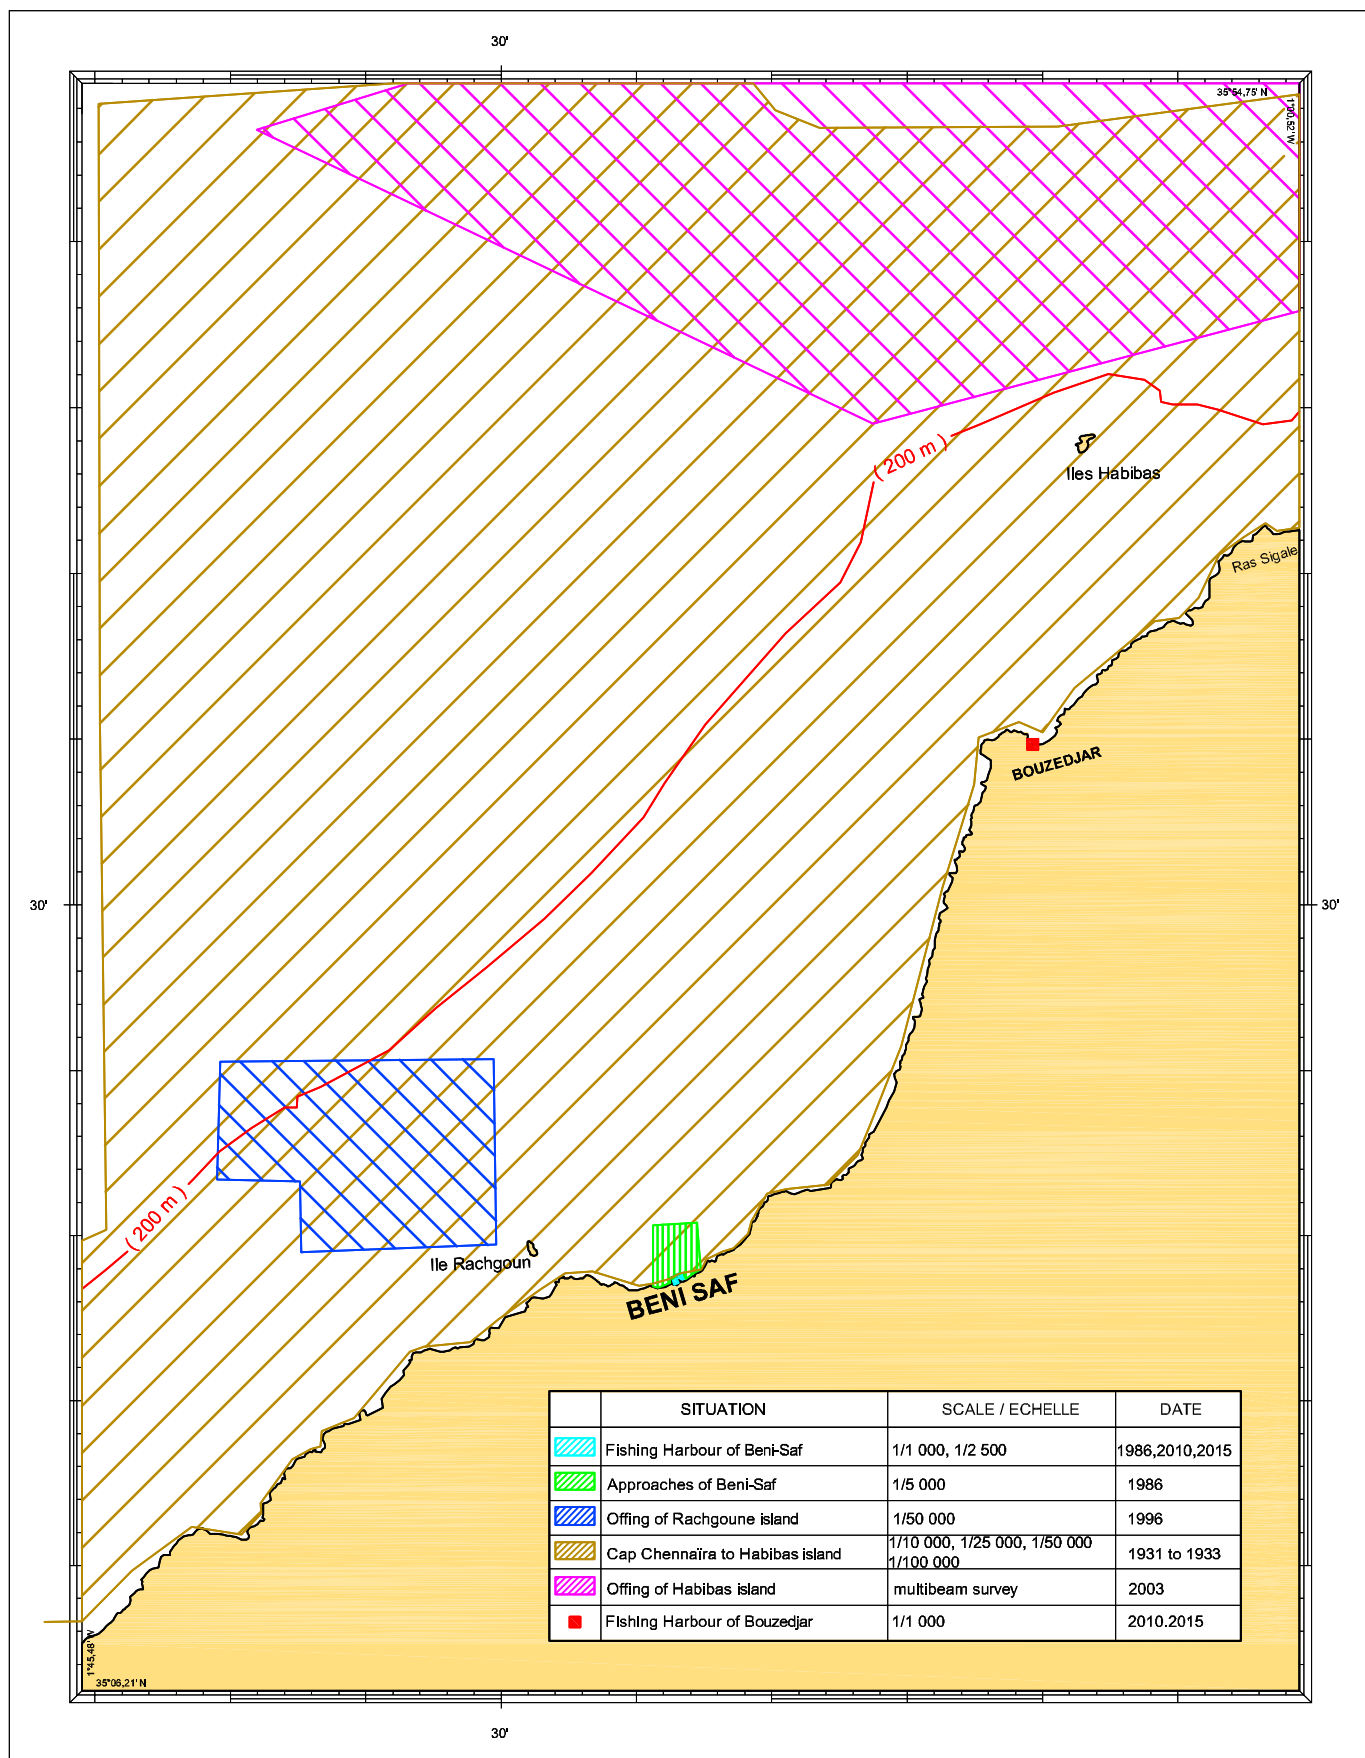 30'
35°54,75' N
1°00,52' W
( 200 m )
Iles Habibas
Ras Sigale
BOUZEDJAR
30'
30'
( 200 m )
Ile Rachgoun
BENI SAF
SITUATION SCALE / ECHELLE DATE
Fishing Harbour of Beni-Saf 1/1 000, 1/2 500 1986,2010,2015
Approaches of Beni-Saf 1/5 000 1986
Offing of Rachgoune island 1/50 000 1996
Cap Chennaïra to Habibas island 1/10 000, 1/25 000, 1/50 000
1/100 000 1931 to 1933
Offing of Habibas island multibeam survey 2003
Fishing Harbour of Bouzedjar 1/1 000 2010.2015
1°45,48' W
35°06,21' N
30'